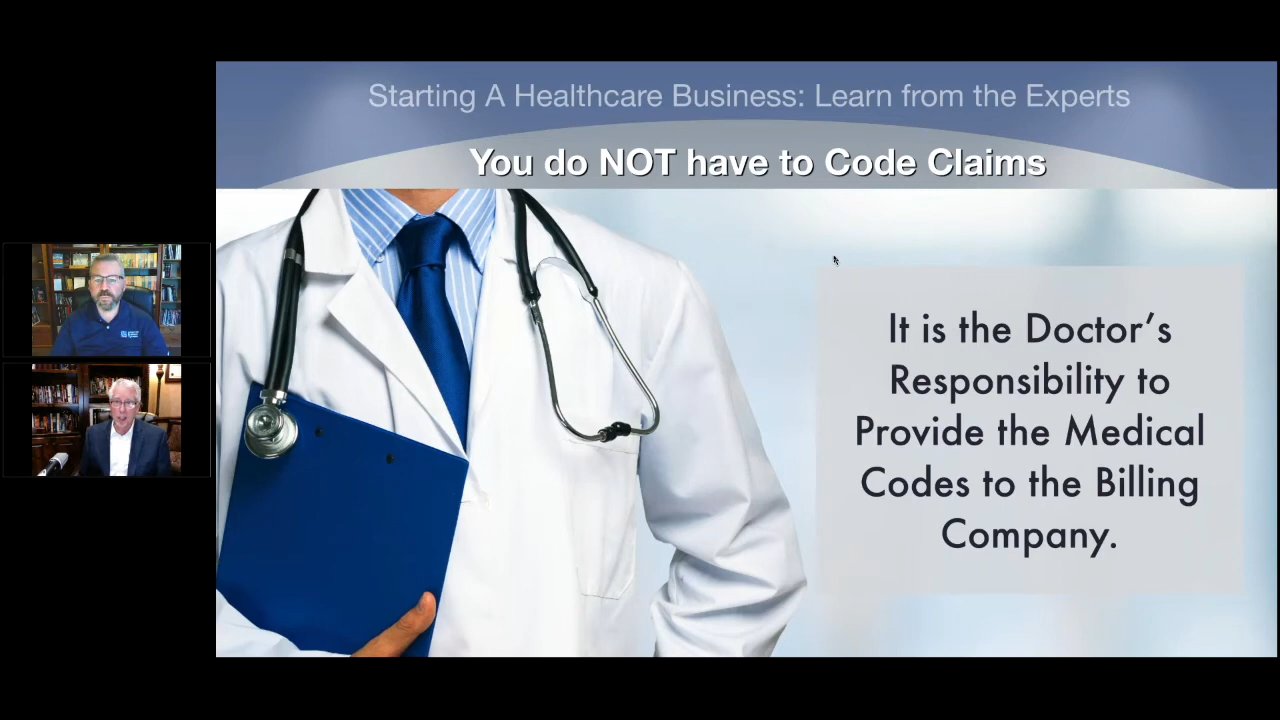 Starting A Healthcare Business: Learn from the Experts
You do NOT have to Code Claims
It is the Doctor's
Responsibility to
Provide the Medical
Codes to the Billing
Company.